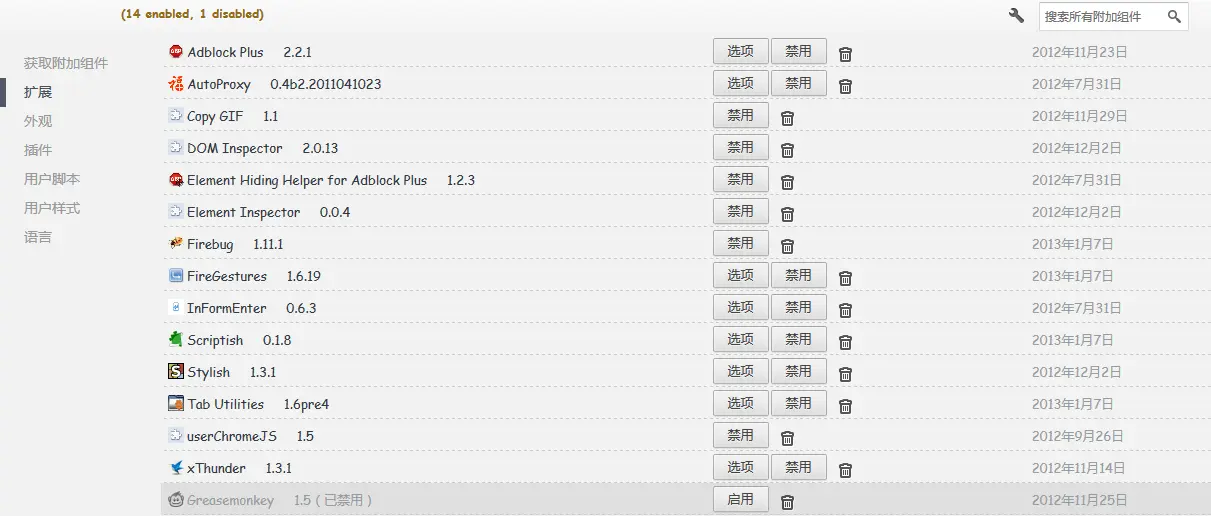 (14 enabled, 1 disabled)
搜索所有附加组件
获取附加组件
扩展
外观
插件
用户脚本
用户样式
语言
Adblock Plus 2.2.1 选项 禁用 2012年11月23日
AutoProxy 0.4b2.2011041023 选项 禁用 2012年7月31日
Copy GIF 1.1 禁用 2012年11月29日
DOM Inspector 2.0.13 禁用 2012年12月2日
Element Hiding Helper for Adblock Plus 1.2.3 禁用 2012年7月31日
Element Inspector 0.0.4 禁用 2012年12月2日
Firebug 1.11.1 禁用 2013年1月7日
FireGestures 1.6.19 选项 禁用 2013年1月7日
InFormEnter 0.6.3 选项 禁用 2012年7月31日
Scriptish 0.1.8 选项 禁用 2013年1月7日
Stylish 1.3.1 选项 禁用 2012年12月2日
Tab Utilities 1.6pre4 选项 禁用 2013年1月7日
userChromeJS 1.5 禁用 2012年9月26日
xThunder 1.3.1 选项 禁用 2012年11月14日
Greasemonkey 1.5（已禁用） 启用 2012年11月25日